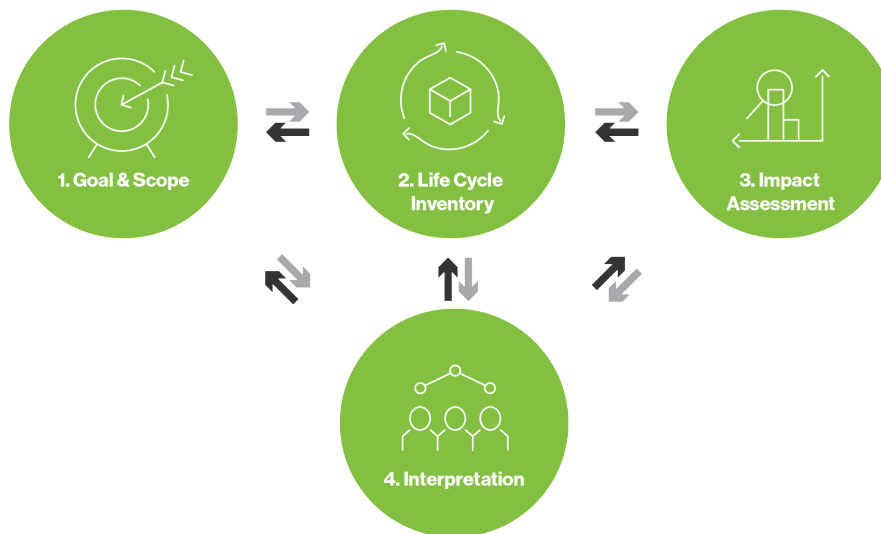 1. Goal & Scope
2. Life Cycle
Inventory
3. Impact
Assessment
4. Interpretation